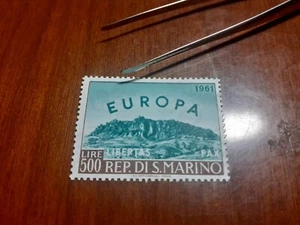 1961
EUROPA
LIBERTAS PAX
LIRE
500 REP. DI S. MARINO